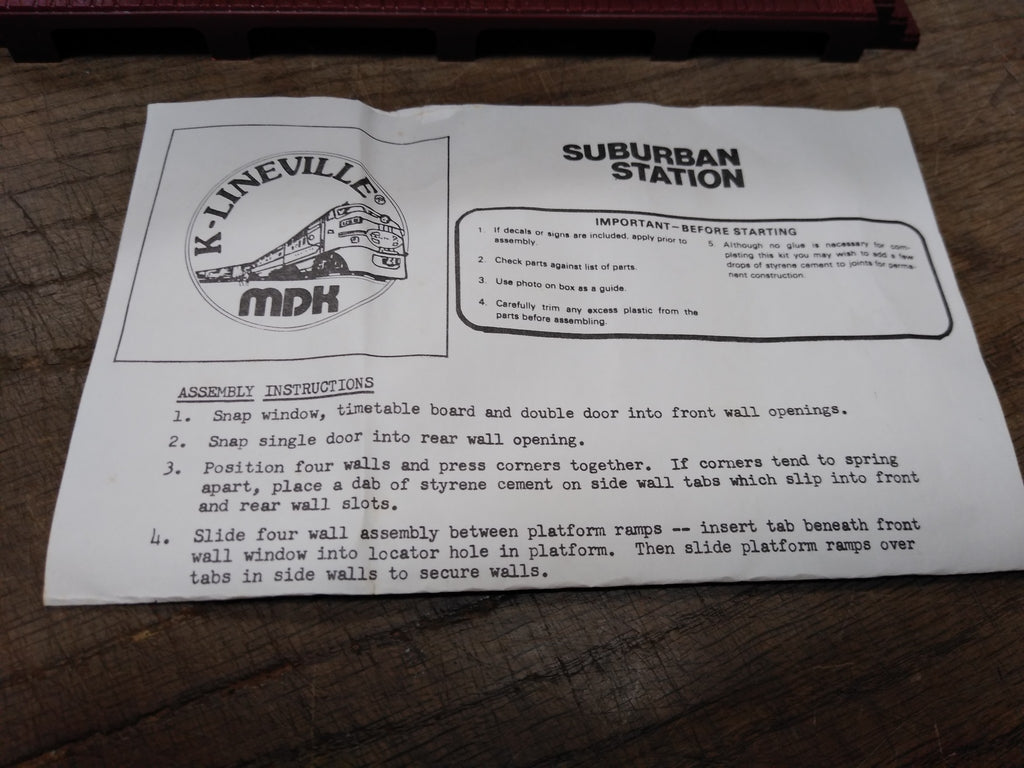 K-LINEVILLE®
MDK
SUBURBAN
STATION
IMPORTANT—BEFORE STARTING
1. If decals or signs are included, apply prior to
assembly.
2. Check parts against list of parts.
3. Use photo on box as a guide.
4. Carefully trim any excess plastic from the
parts before assembling.
5. Although no glue is necessary for com-
pleting this kit you may wish to add a few
drops of styrene cement to joints for perma-
nent construction.
ASSEMBLY INSTRUCTIONS
1. Snap window, timetable board and double door into front wall openings.
2. Snap single door into rear wall opening.
3. Position four walls and press corners together. If corners tend to spring
apart, place a dab of styrene cement on side wall tabs which slip into front
and rear wall slots.
4. Slide four wall assembly between platform ramps -- insert tab beneath front
wall window into locator hole in platform. Then slide platform ramps over
tabs in side walls to secure walls.